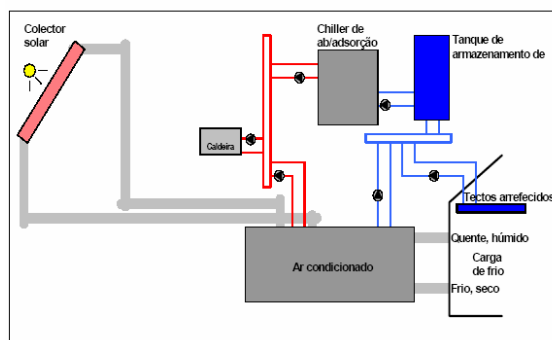 Colector
solar
Chiller de
ab/adsorção
Tanque de
armazenamento de
Caldeira
Tectos arrefecidos
Quente, húmido
Ar condicionado
Carga
de frio
Frio, seco